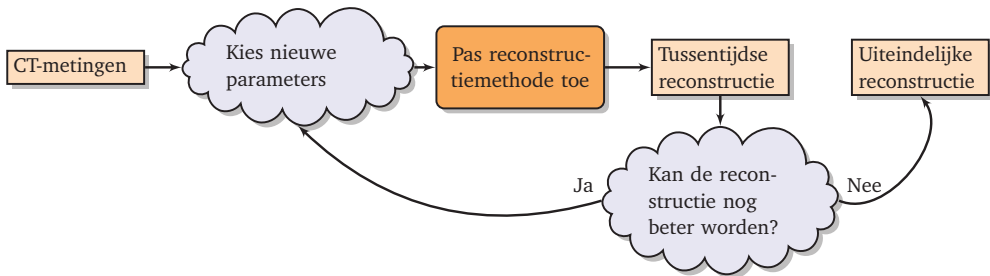 CT-metingen
Kies nieuwe
parameters
Pas reconstruc-
tiemethode toe
Tussentijdse
reconstructie
Uiteindelijke
reconstructie
Kan de recon-
structie nog
beter worden?
Ja
Nee